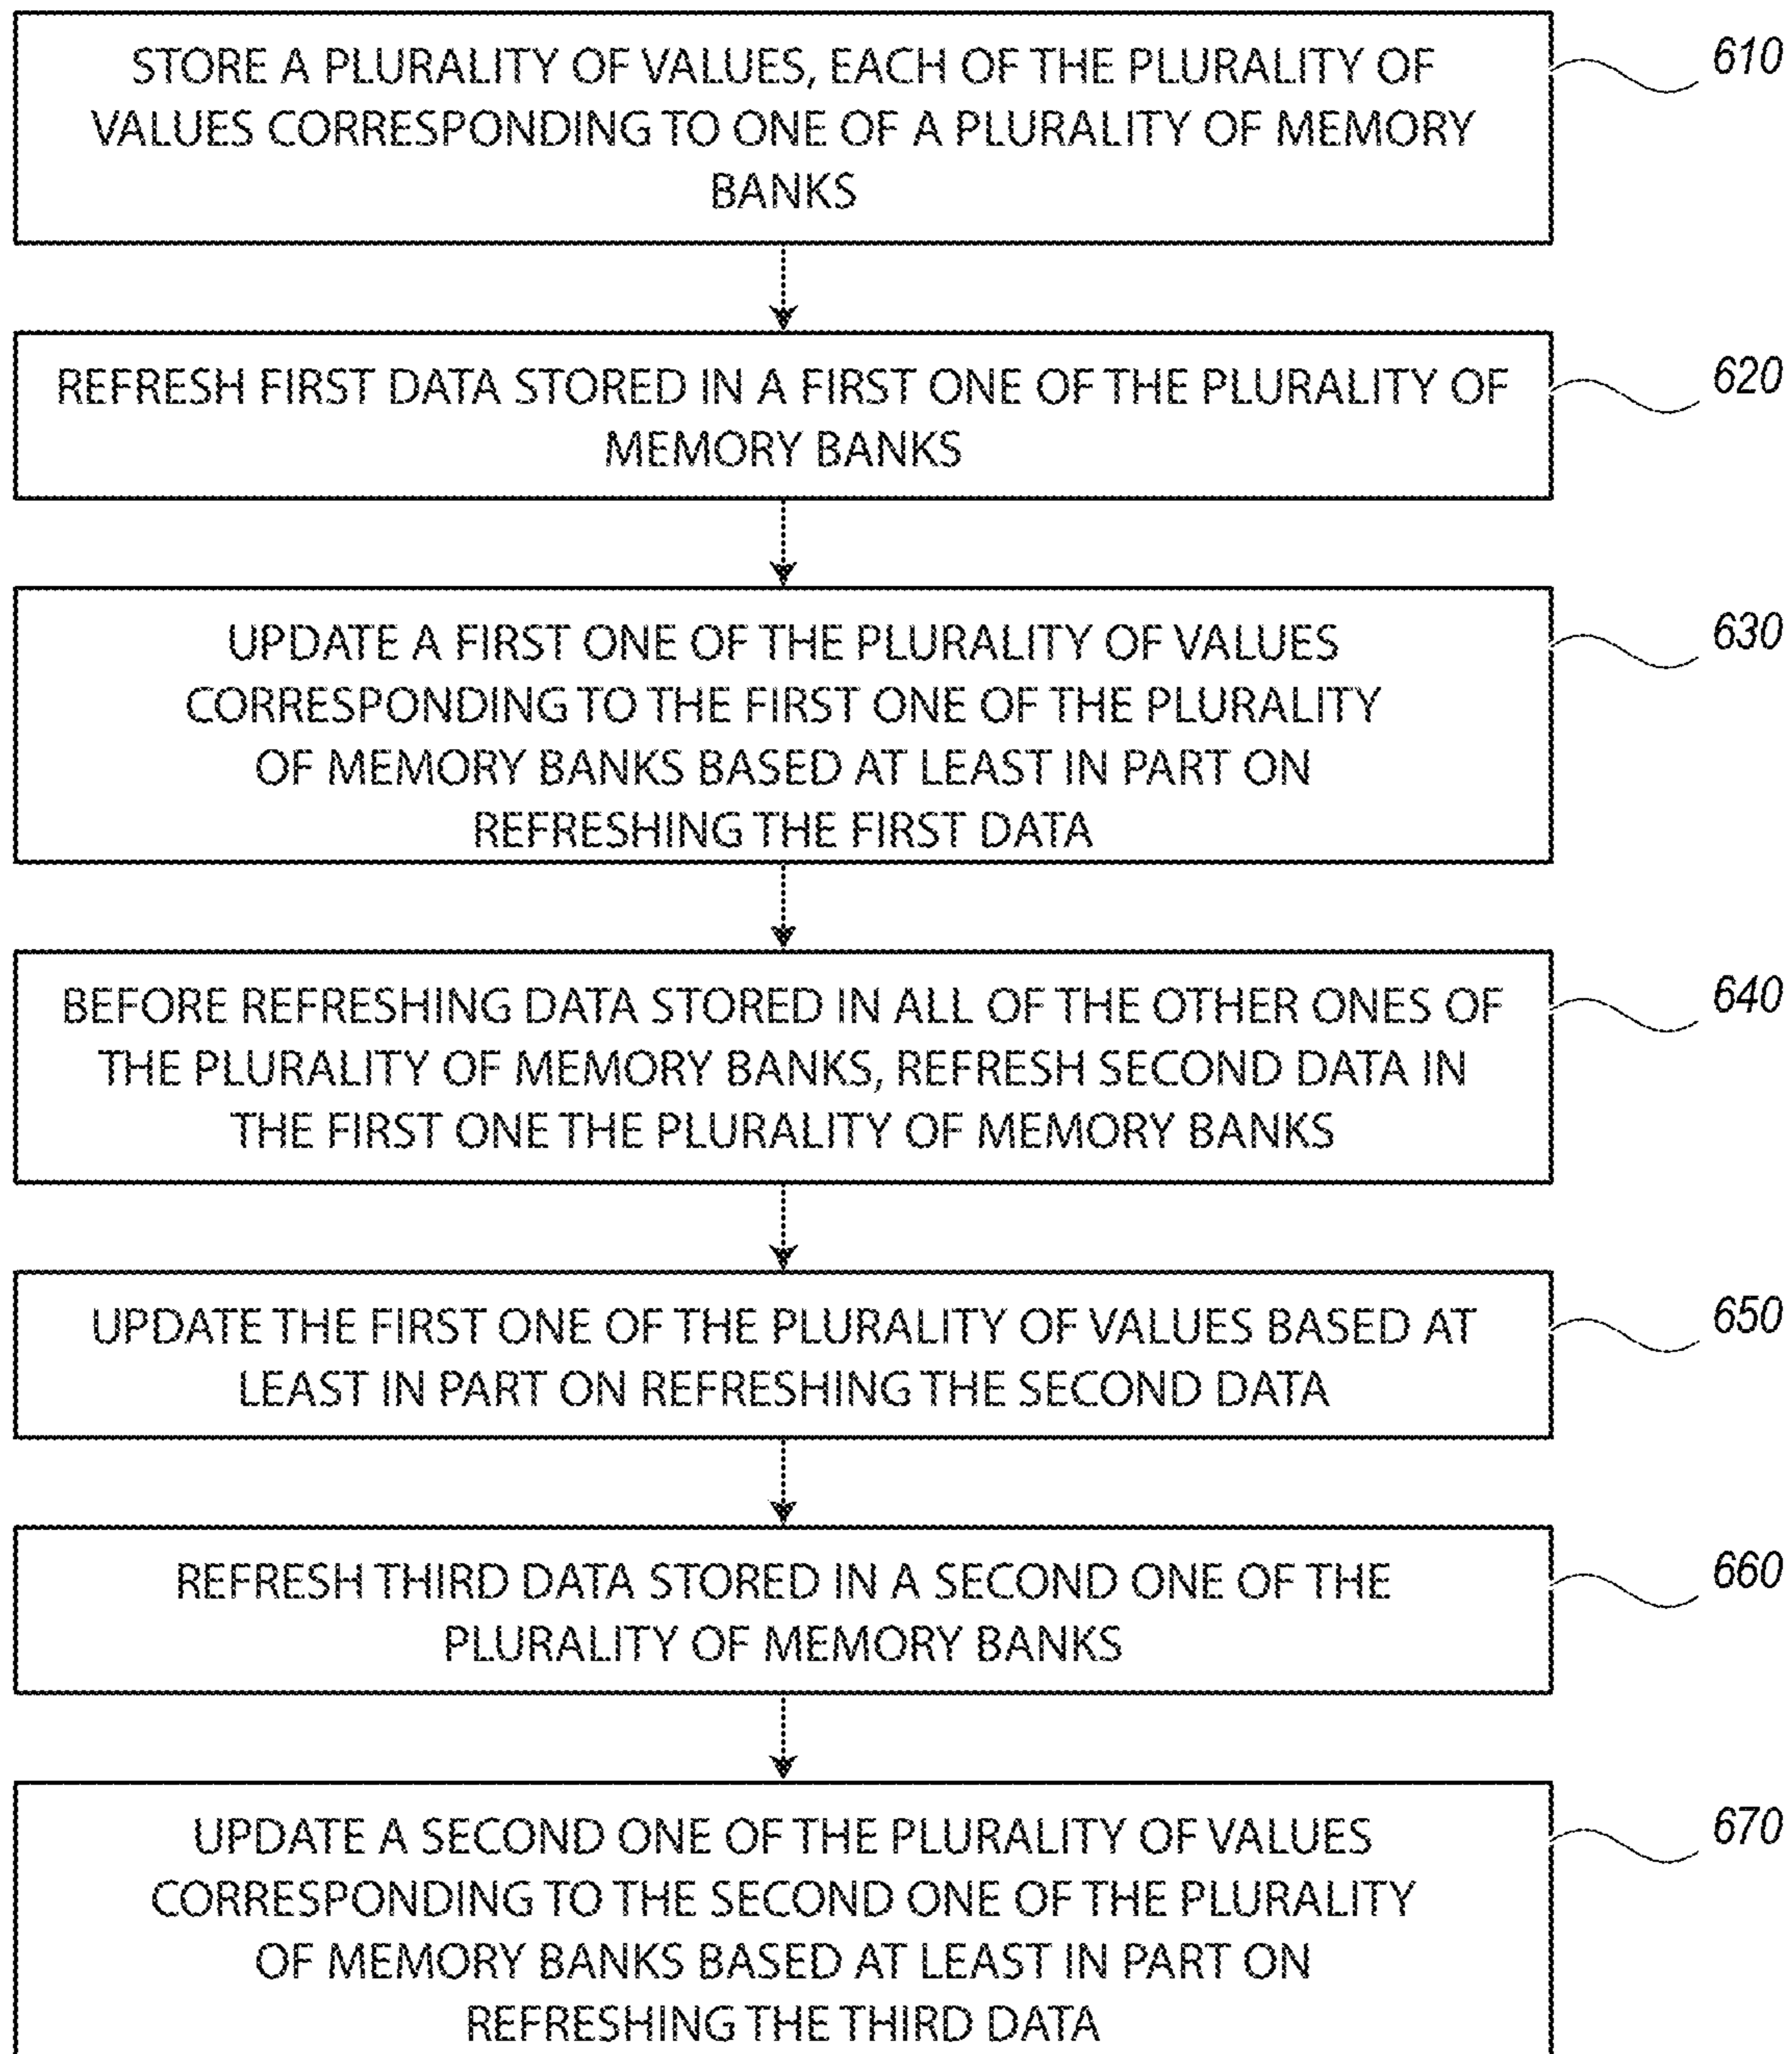 STORE A PLURALITY OF VALUES, EACH OF THE PLURALITY OF
VALUES CORRESPONDING TO ONE OF A PLURALITY OF MEMORY
BANKS
610
REFRESH FIRST DATA STORED IN A FIRST ONE OF THE PLURALITY OF
MEMORY BANKS
620
UPDATE A FIRST ONE OF THE PLURALITY OF VALUES
CORRESPONDING TO THE FIRST ONE OF THE PLURALITY
OF MEMORY BANKS BASED AT LEAST IN PART ON
REFRESHING THE FIRST DATA
630
BEFORE REFRESHING DATA STORED IN ALL OF THE OTHER ONES OF
THE PLURALITY OF MEMORY BANKS, REFRESH SECOND DATA IN
THE FIRST ONE THE PLURALITY OF MEMORY BANKS
640
UPDATE THE FIRST ONE OF THE PLURALITY OF VALUES BASED AT
LEAST IN PART ON REFRESHING THE SECOND DATA
650
REFRESH THIRD DATA STORED IN A SECOND ONE OF THE
PLURALITY OF MEMORY BANKS
660
UPDATE A SECOND ONE OF THE PLURALITY OF VALUES
CORRESPONDING TO THE SECOND ONE OF THE PLURALITY
OF MEMORY BANKS BASED AT LEAST IN PART ON
REFRESHING THE THIRD DATA
670